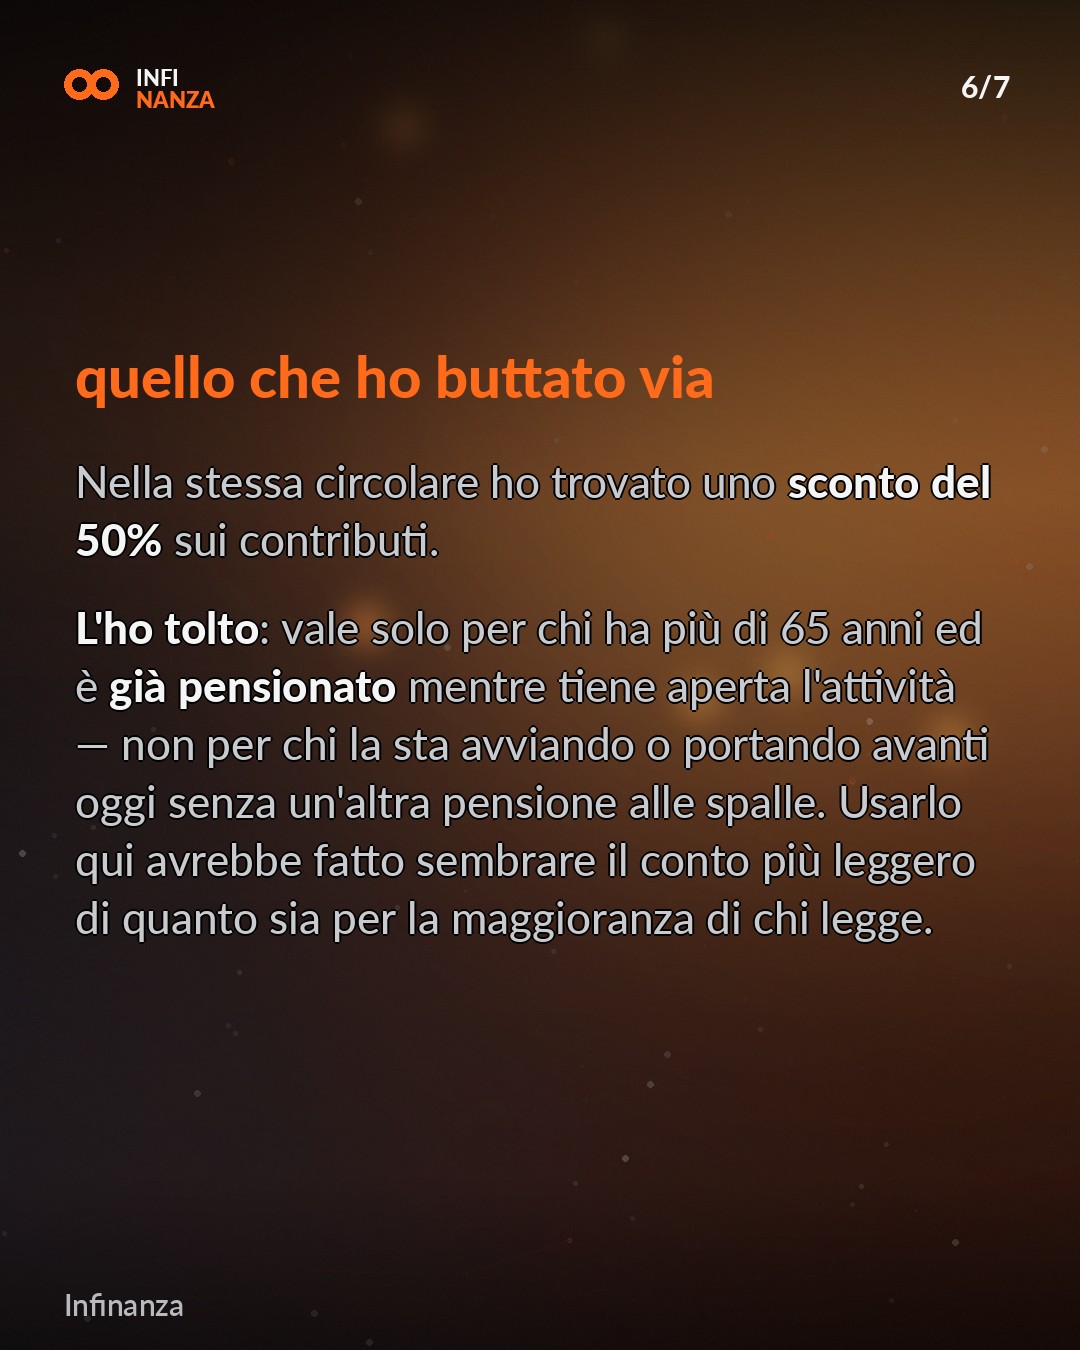 INFI
NANZA
6/7
quello che ho buttato via
Nella stessa circolare ho trovato uno sconto del
50% sui contributi.
L'ho tolto: vale solo per chi ha più di 65 anni ed
è già pensionato mentre tiene aperta l'attività
— non per chi la sta avviando o portando avanti
oggi senza un'altra pensione alle spalle. Usarlo
qui avrebbe fatto sembrare il conto più leggero
di quanto sia per la maggioranza di chi legge.
Infinanza